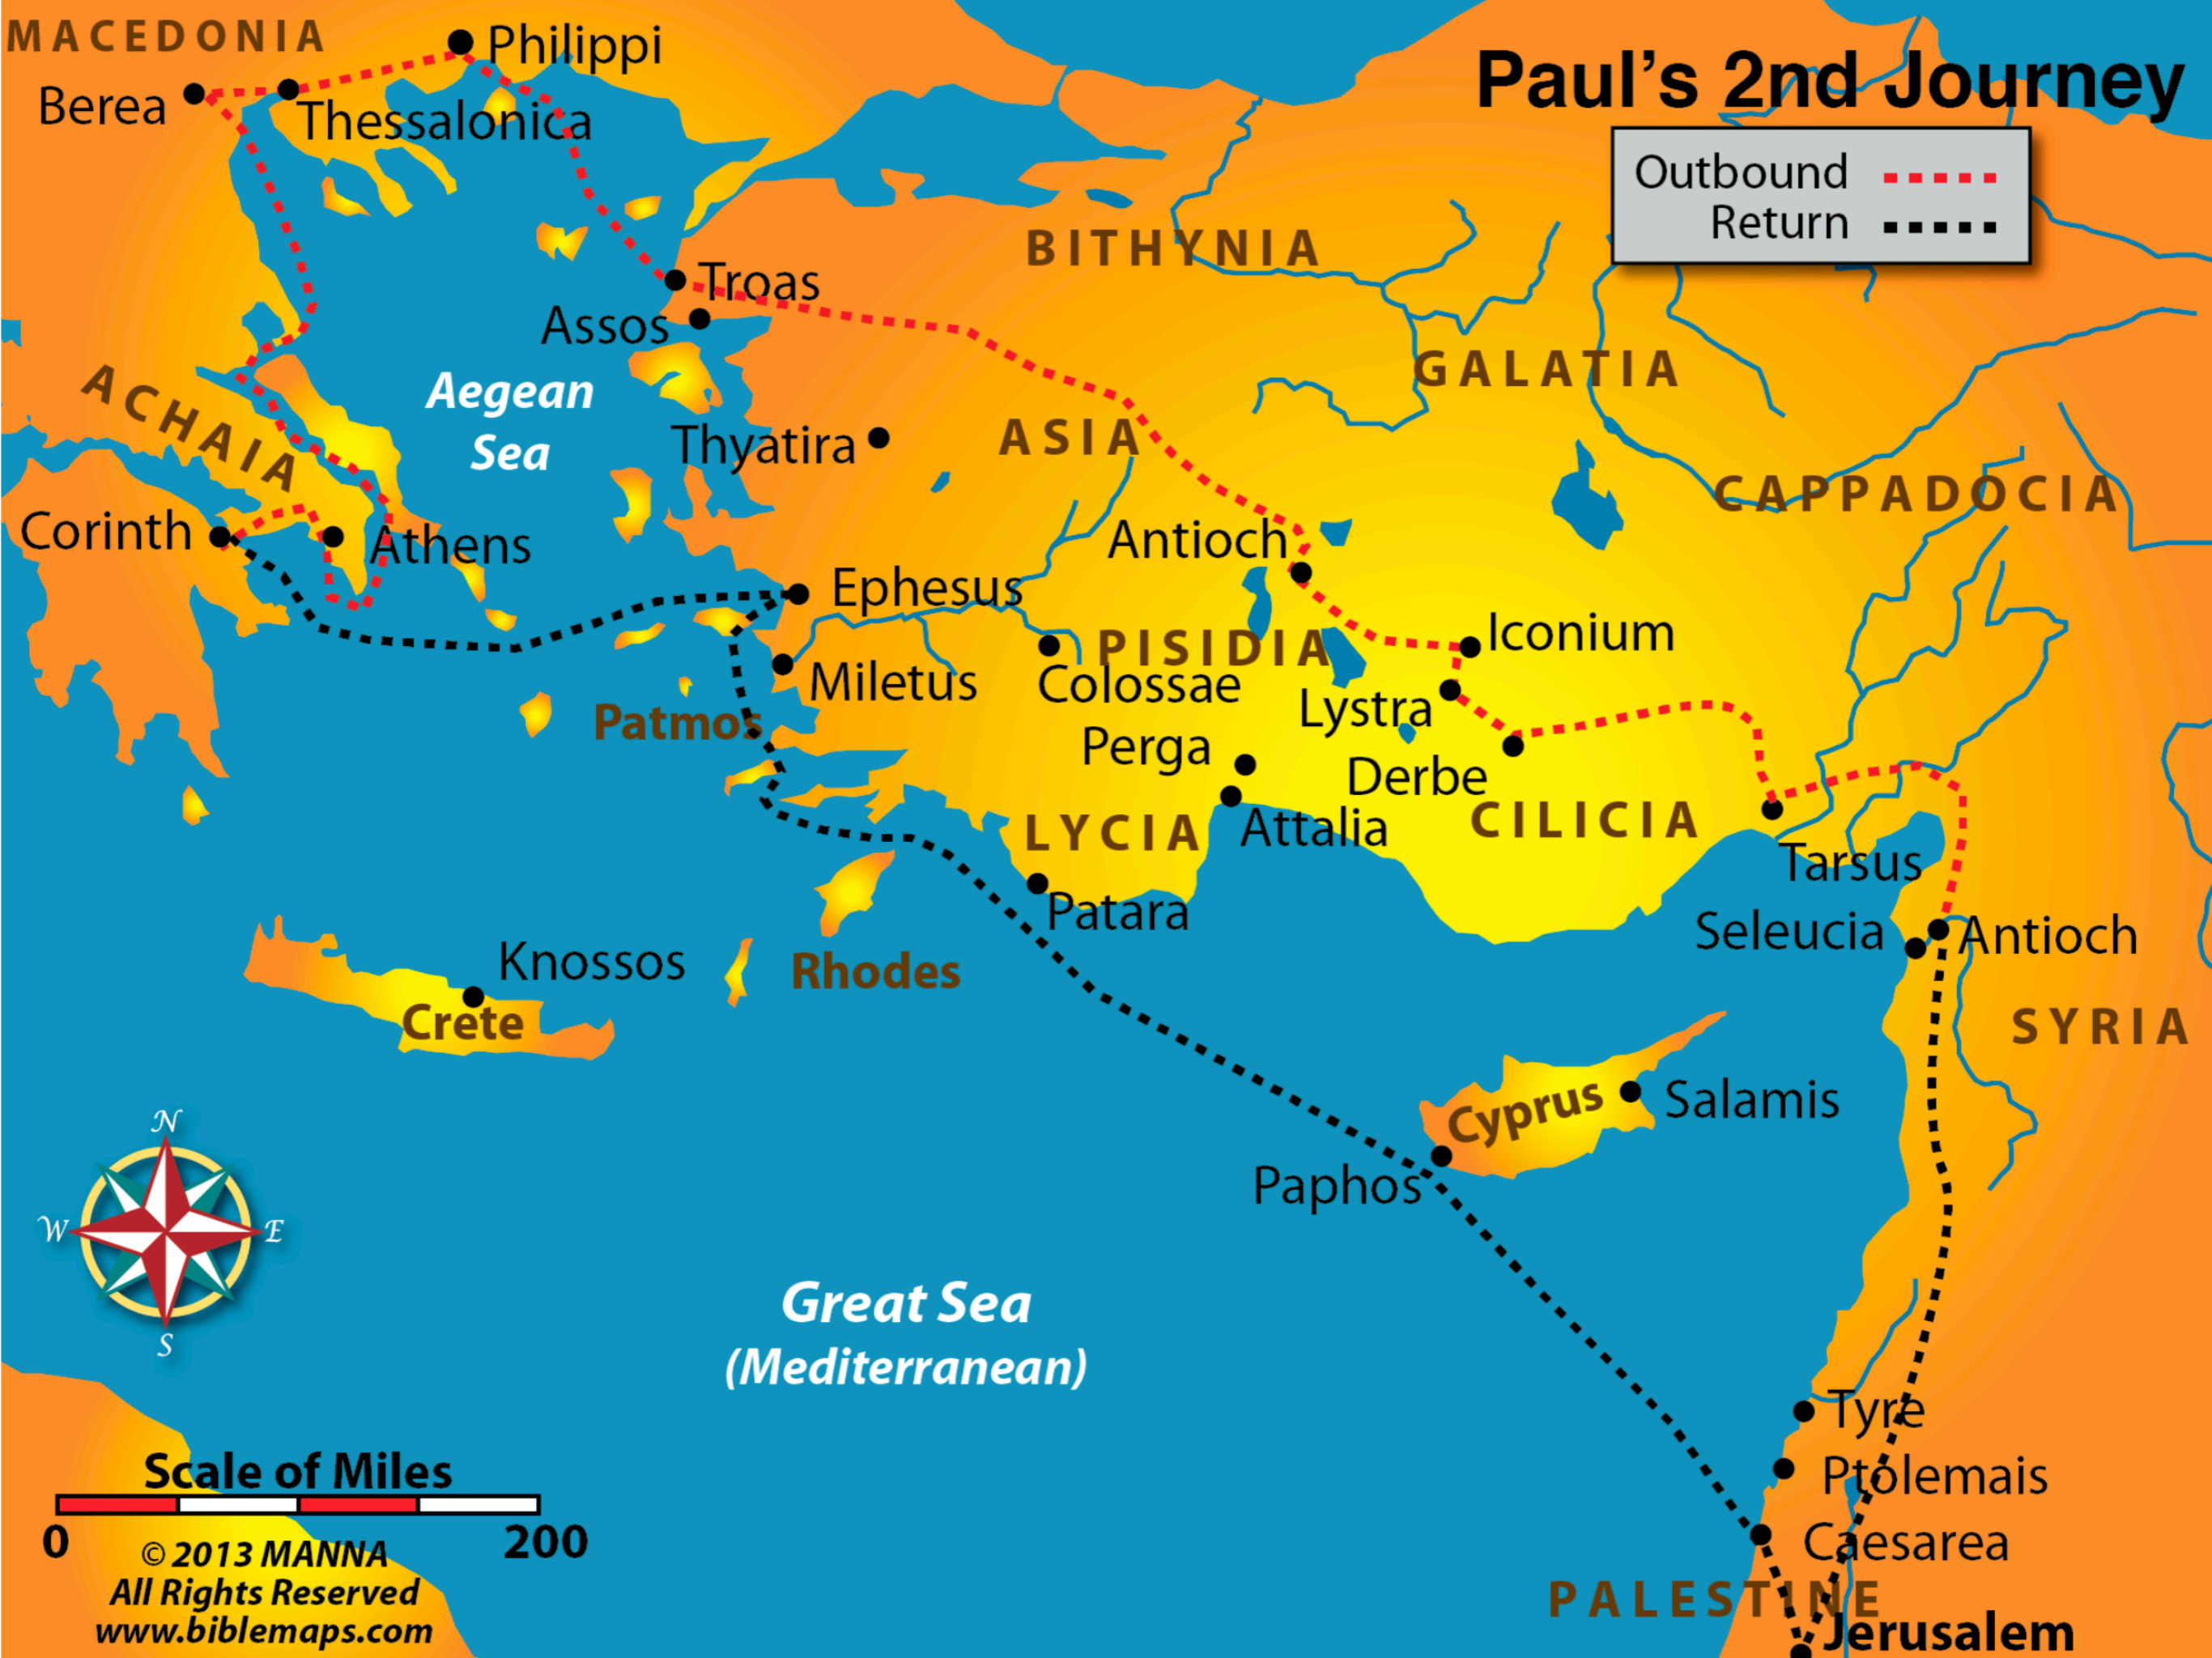 MACEDONIA
Philippi
Paul's 2nd Journey
Berea
Thessalonica
Outbound
Return
BITHYNIA
Troas
Assos
GALATIA
ACHAIA
Aegean
Sea
Thyatira
ASIA
CAPPADOCIA
Corinth
Athens
Antioch
Ephesus
Iconium
PISIDIA
Miletus
Colossae
Lystra
Patmos
Perga
Derbe
LYCIA
Attalia
CILICIA
Tarsus
Patara
Seleucia
Antioch
Knossos
Rhodes
Crete
SYRIA
Cyprus
Salamis
N
Paphos
W
E
S
Great Sea
(Mediterranean)
Tyre
Scale of Miles
Ptolemais
0
200
Caesarea
© 2013 MANNA
All Rights Reserved
www.biblemaps.com
PALESTINE
Jerusalem